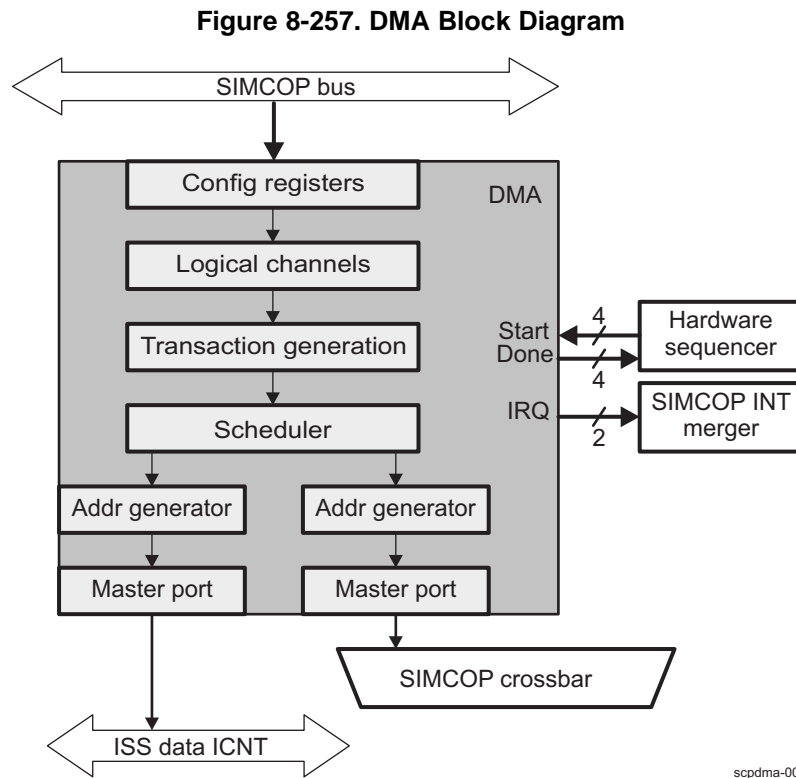 Figure 8-257. DMA Block Diagram
SIMCOP bus
Config registers
DMA
Logical channels
Transaction generation
Scheduler
Start
Done
4
4
Hardware
sequencer
IRQ
2
SIMCOP INT
merger
Addr generator
Addr generator
Master port
Master port
SIMCOP crossbar
ISS data ICNT
scpdma-00